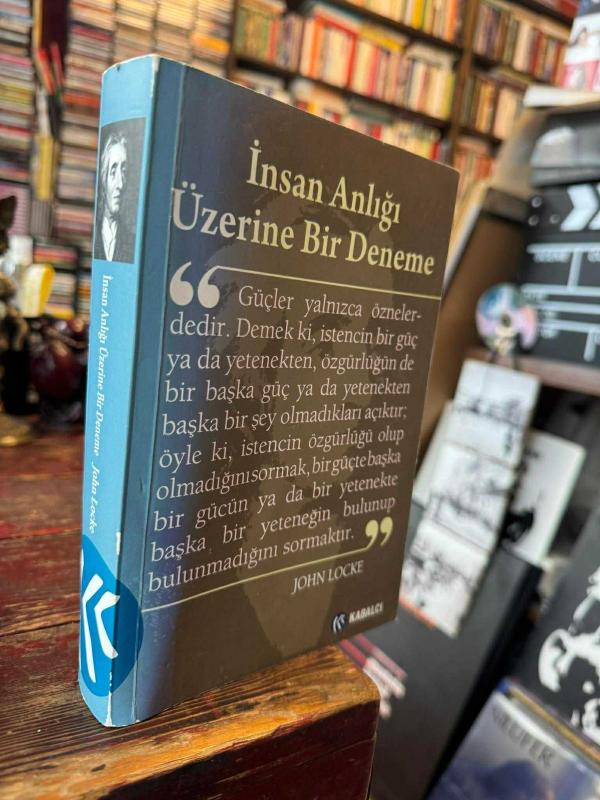 İnsan Anlığı
Üzerine Bir Deneme
“ Güçler yalnızca özneler-
dedir. Demek ki, istencin bir güç
ya da yetenekten, özgürlüğün de
bir başka güç ya da yetenekten
başka bir şey olmadıkları açıktır;
öyle ki, istencin özgürlüğü olup
olmadığını sormak, bir güçte başka
bir gücün ya da bir yetenekte
başka bir yeteneğin bulunup
bulunmadığını sormaktır. ”
JOHN LOCKE
KABALCI
İnsan Anlığı Üzerine Bir Deneme John Locke
NILÜFER